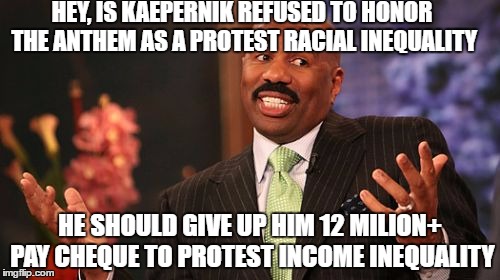 HEY, IS KAEPERNIK REFUSED TO HONOR
THE ANTHEM AS A PROTEST RACIAL INEQUALITY
HE SHOULD GIVE UP HIM 12 MILION+
PAY CHEQUE TO PROTEST INCOME INEQUALITY
imgflip.com